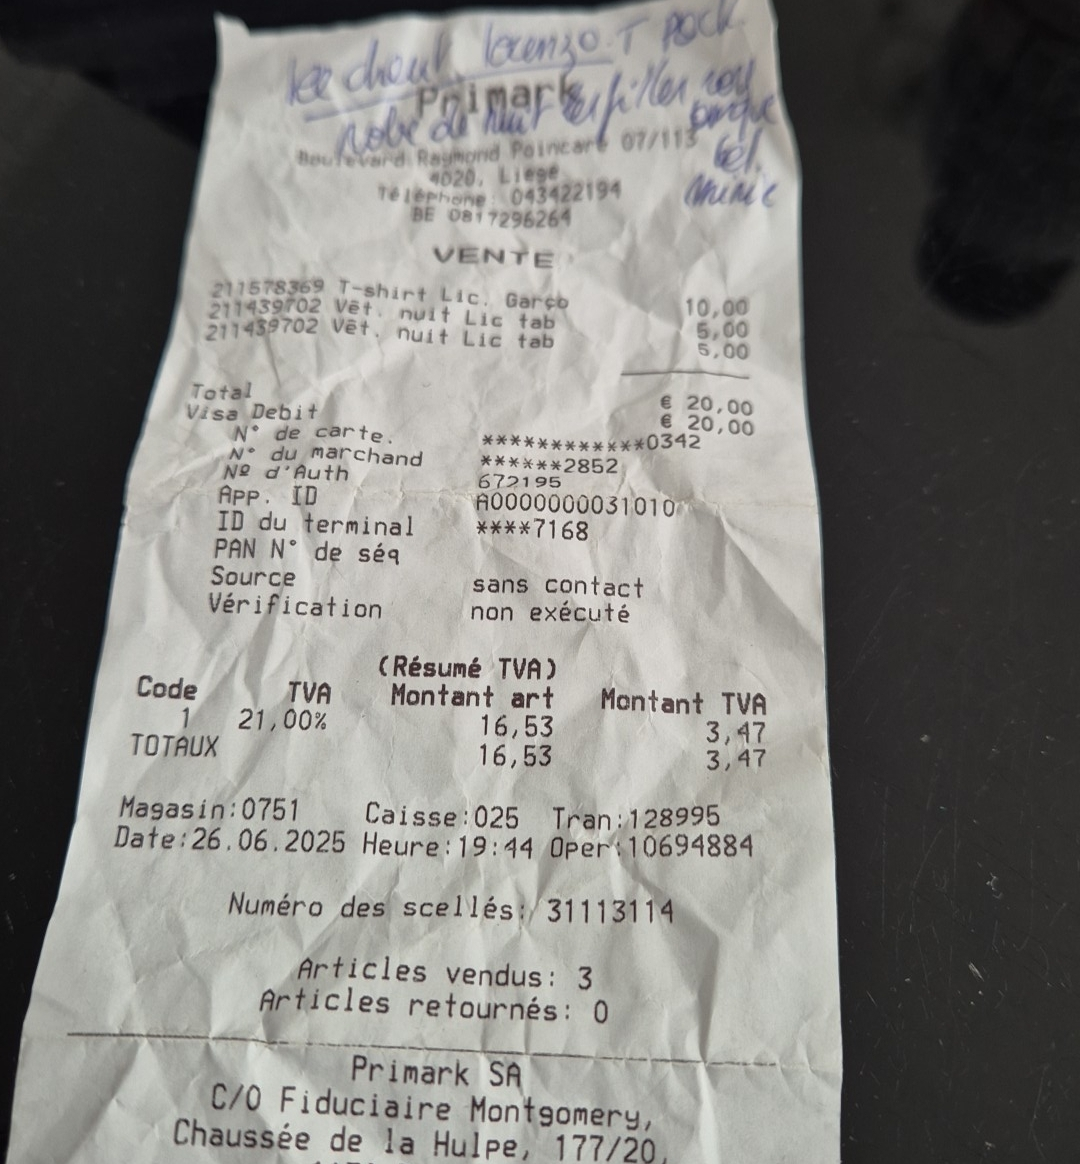 lorenzo. T pock
Primark
robe de nuit
Boulevard Raymond Poincaré 07/113
4020, Liege
Téléphone: 043422194
BE 0817296264
VENTE
211578369 T-shirt Lic. Garço 10,00
211439702 Vêt. nuit Lic tab 5,00
211439702 Vêt. nuit Lic tab 5,00
Total € 20,00
Visa Debit € 20,00
N° de carte. ************0342
N° du marchand ******2852
Nº d'Auth 672195
App. ID A0000000031010
ID du terminal ****7168
PAN N° de séq
Source sans contact
Vérification non exécuté
(Résumé TVA)
Code TVA Montant art Montant TVA
1 21,00% 16,53 3,47
TOTAUX 16,53 3,47
Magasin:0751 Caisse:025 Tran:128995
Date:26.06.2025 Heure:19:44 Oper:10694884
Numéro des scellés: 31113114
Articles vendus: 3
Articles retournés: 0
Primark SA
C/O Fiduciaire Montgomery,
Chaussée de la Hulpe, 177/20,